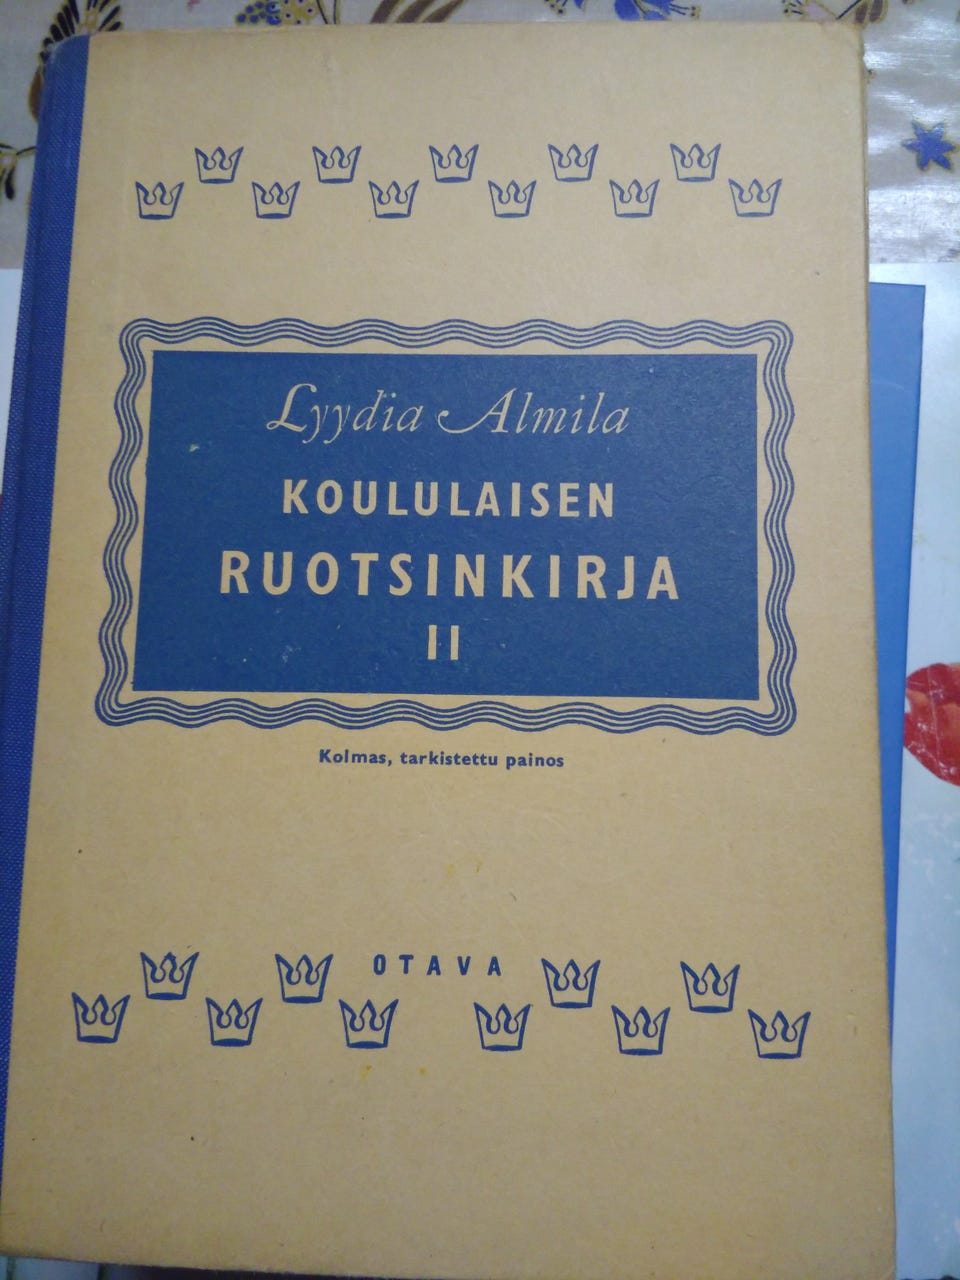 Lyydia Almila
KOULULAISEN
RUOTSINKIRJA
II
Kolmas, tarkistettu painos
OTAVA